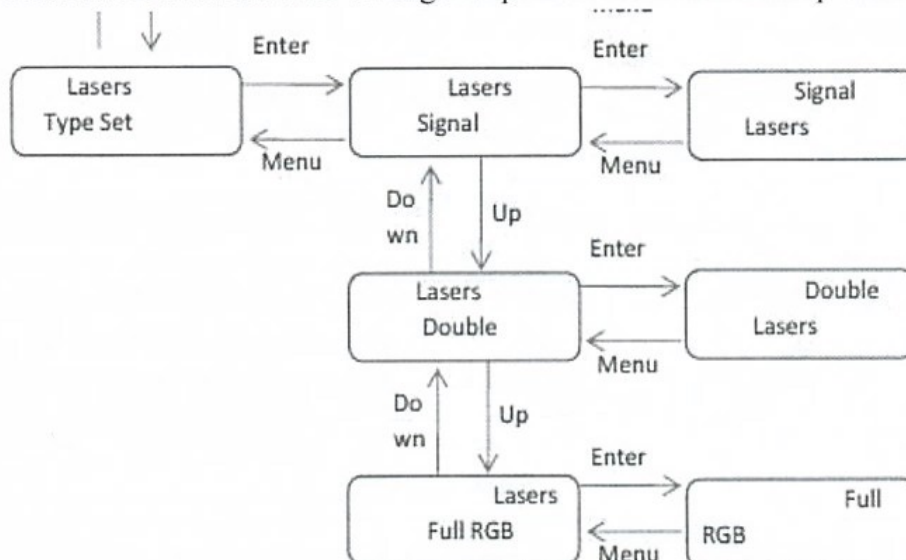 Enter
Enter
Lasers
Type Set
Lasers
Signal
Signal
Lasers
Menu
Menu
Do
wn
Up
Enter
Lasers
Double
Double
Lasers
Menu
Do
wn
Up
Enter
Lasers
Full RGB
Full
RGB
Menu